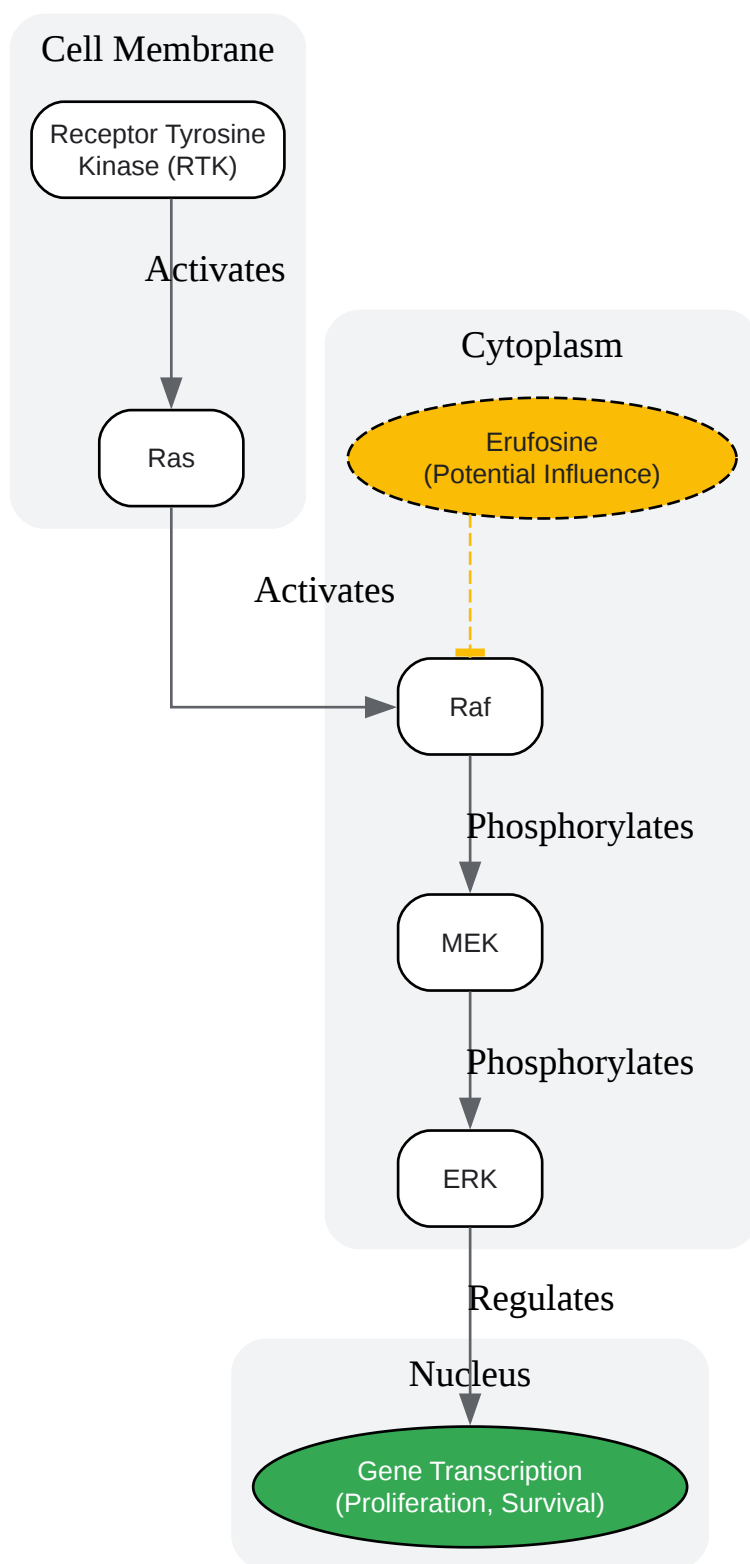 Cell Membrane
Receptor Tyrosine
Kinase (RTK)
Activates
Cytoplasm
Ras
Erufosine
(Potential Influence)
Activates
Raf
Phosphorylates
MEK
Phosphorylates
ERK
Regulates
Nucleus
Gene Transcription
(Proliferation, Survival)